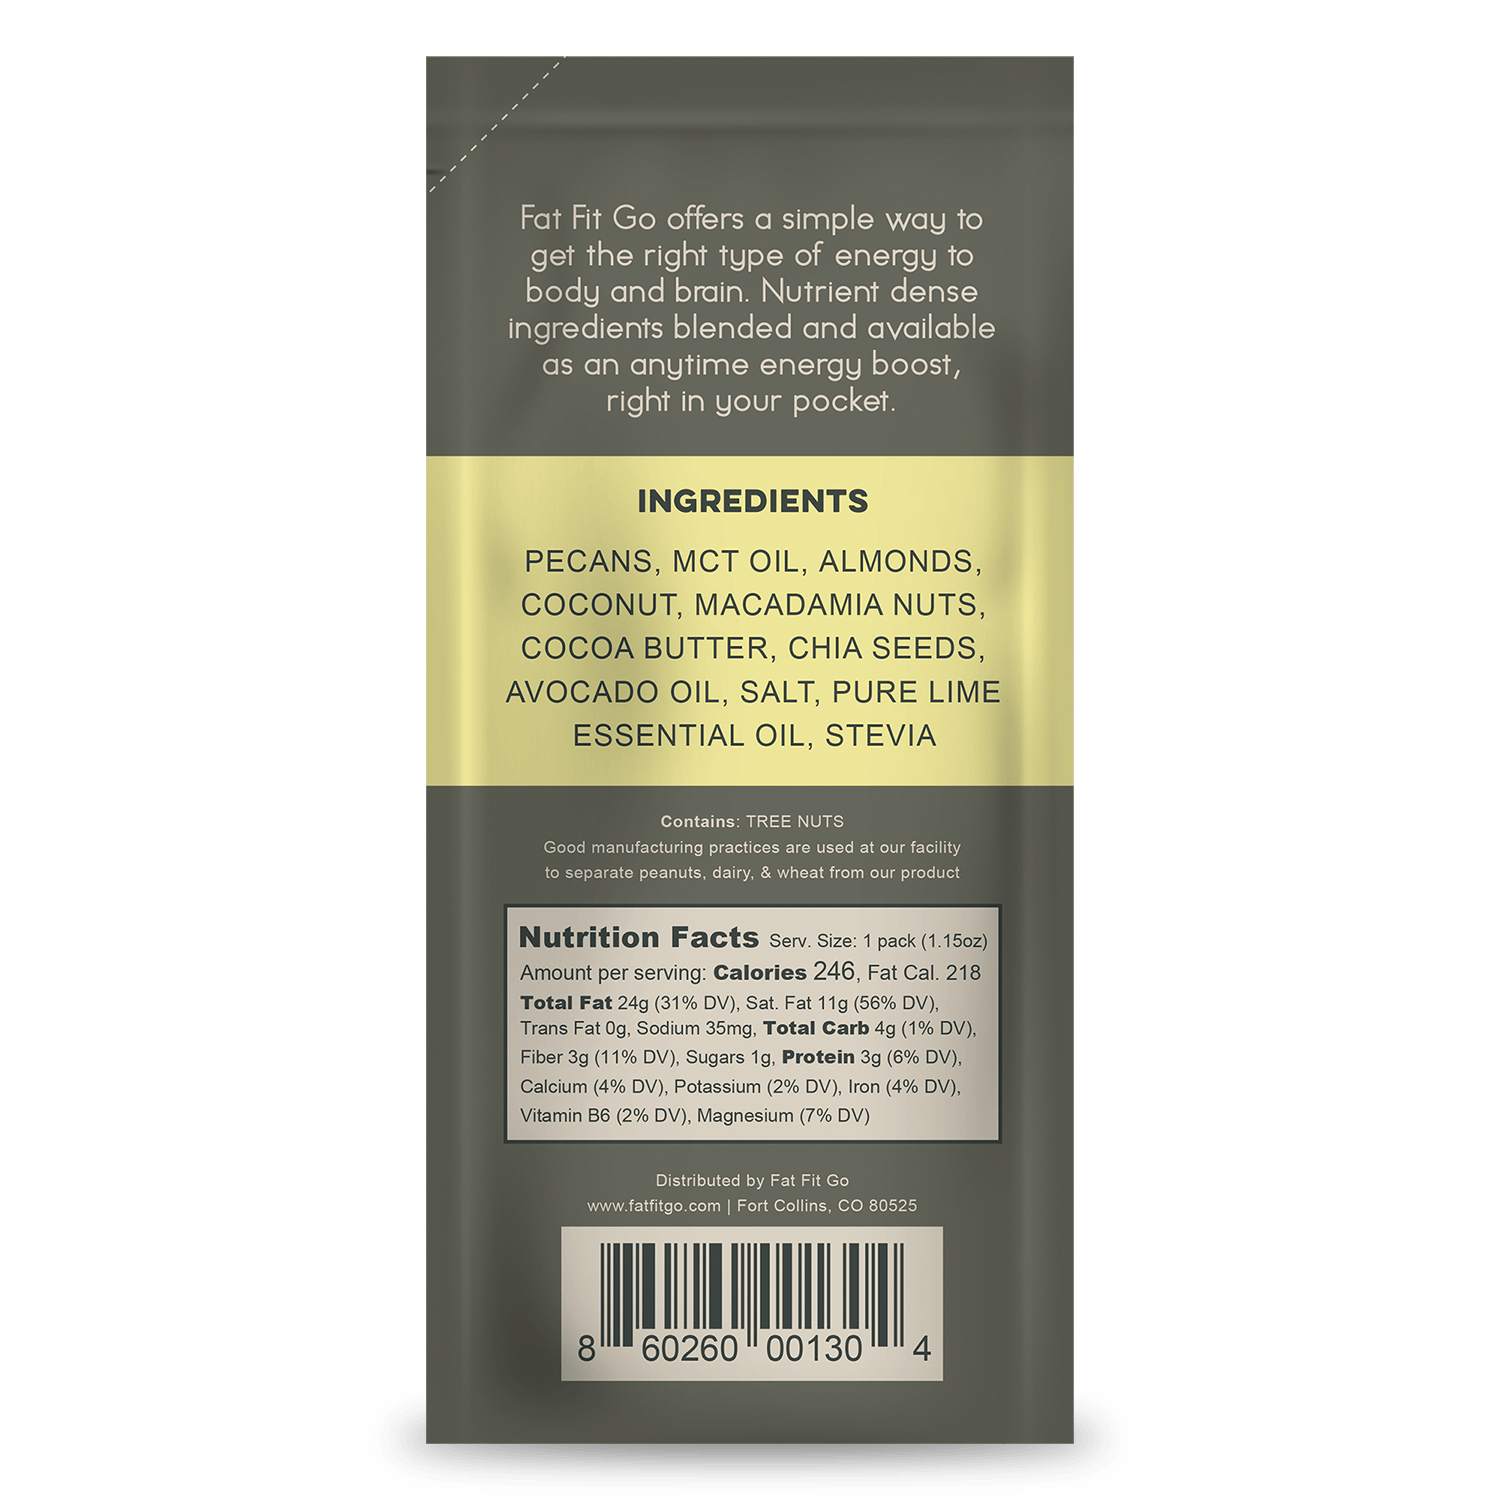 Fat Fit Go offers a simple way to
get the right type of energy to
body and brain. Nutrient dense
ingredients blended and available
as an anytime energy boost,
right in your pocket.
INGREDIENTS
PECANS, MCT OIL, ALMONDS,
COCONUT, MACADAMIA NUTS,
COCOA BUTTER, CHIA SEEDS,
AVOCADO OIL, SALT, PURE LIME
ESSENTIAL OIL, STEVIA
Contains: TREE NUTS
Good manufacturing practices are used at our facility
to separate peanuts, dairy, & wheat from our product
Nutrition Facts Serv. Size: 1 pack (1.15oz)
Amount per serving: Calories 246, Fat Cal. 218
Total Fat 24g (31% DV), Sat. Fat 11g (56% DV),
Trans Fat 0g, Sodium 35mg, Total Carb 4g (1% DV),
Fiber 3g (11% DV), Sugars 1g, Protein 3g (6% DV),
Calcium (4% DV), Potassium (2% DV), Iron (4% DV),
Vitamin B6 (2% DV), Magnesium (7% DV)
Distributed by Fat Fit Go
www.fatfitgo.com | Fort Collins, CO 80525
8 60260 00130 4